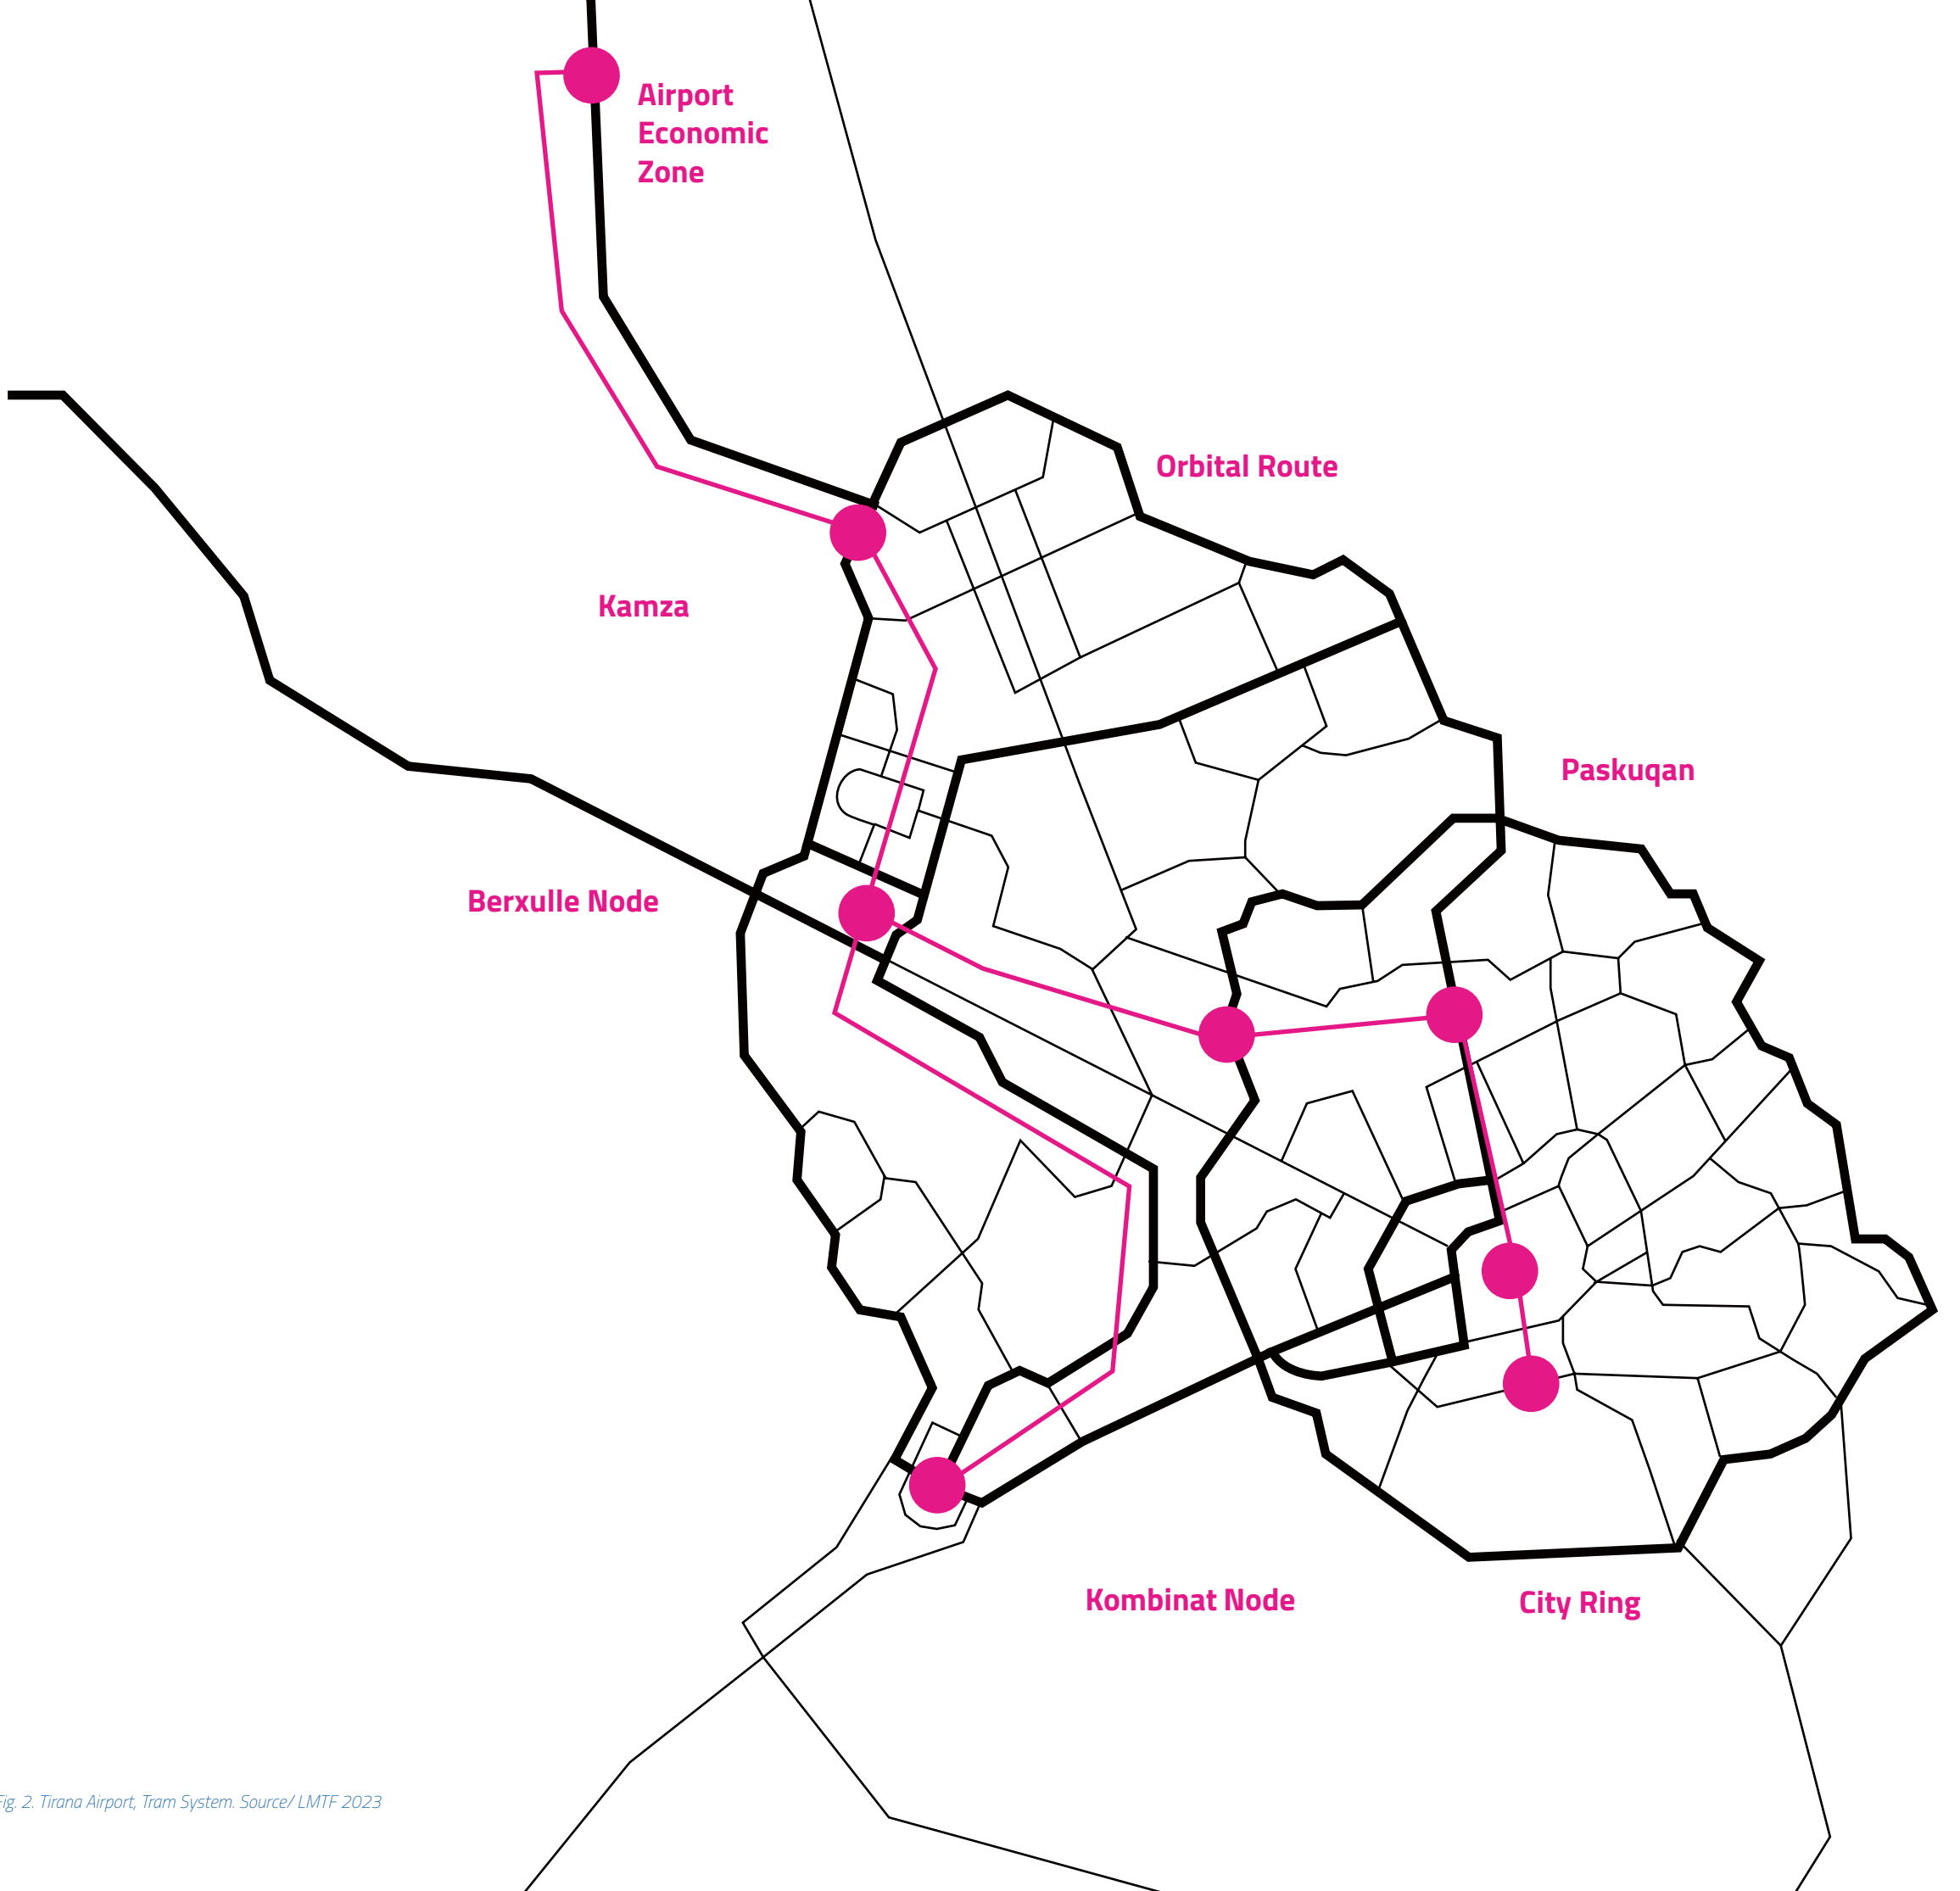 Airport
Economic
Zone
Orbital Route
Kamza
Paskuqan
Berxulle Node
Kombinat Node
City Ring
Fig. 2. Tirana Airport, Tram System. Source/ LMTF 2023